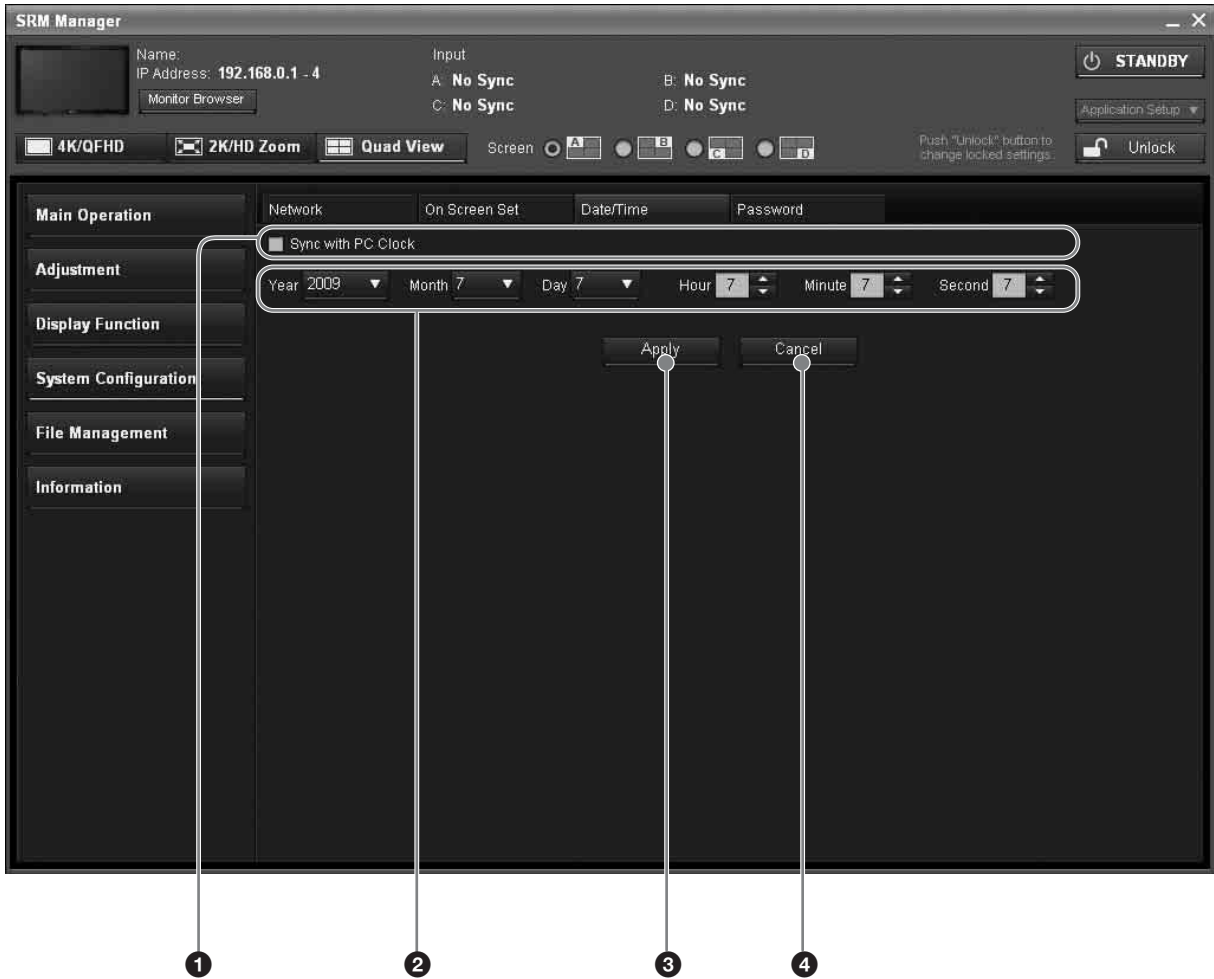 SRM Manager
Name:
IP Address: 192.168.0.1 - 4
Monitor Browser
Input
A: No Sync
B: No Sync
C: No Sync
D: No Sync
STANDBY
Application Setup
4K/QFHD
2K/HD Zoom
Quad View
Screen
A
B
C
D
Push "Unlock" button to
change locked settings.
Unlock
Main Operation
Adjustment
Display Function
System Configuration
File Management
Information
Network
On Screen Set
Date/Time
Password
Sync with PC Clock
Year 2009 Month 7 Day 7 Hour 7 Minute 7 Second 7
Apply
Cancel
1
2
3
4